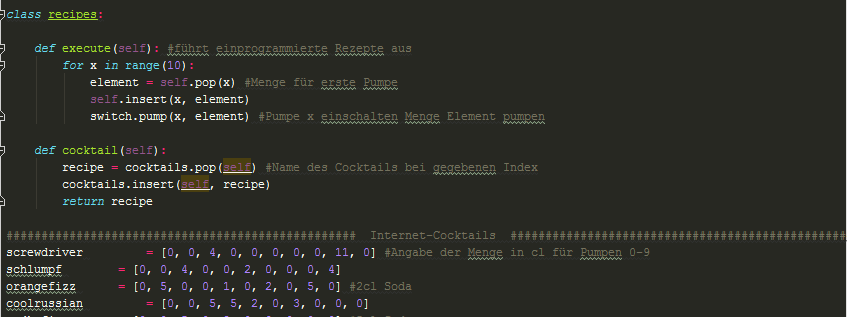 class recipes:
def execute(self): #führt einprogrammierte Rezepte aus
for x in range(10):
element = self.pop(x) #Menge für erste Pumpe
self.insert(x, element)
switch.pump(x, element) #Pumpe x einschalten Menge Element pumpen
def cocktail(self):
recipe = cocktails.pop(self) #Name des Cocktails bei gegebenen Index
cocktails.insert(self, recipe)
return recipe
################################################## Internet-Cocktails ################################################
screwdriver = [0, 0, 4, 0, 0, 0, 0, 0, 11, 0] #Angabe der Menge in cl für Pumpen 0-9
schlumpf = [0, 0, 4, 0, 0, 2, 0, 0, 0, 4]
orangefizz = [0, 5, 0, 0, 1, 0, 2, 0, 5, 0] #2cl Soda
coolrussian = [0, 0, 5, 5, 2, 0, 3, 0, 0, 0]